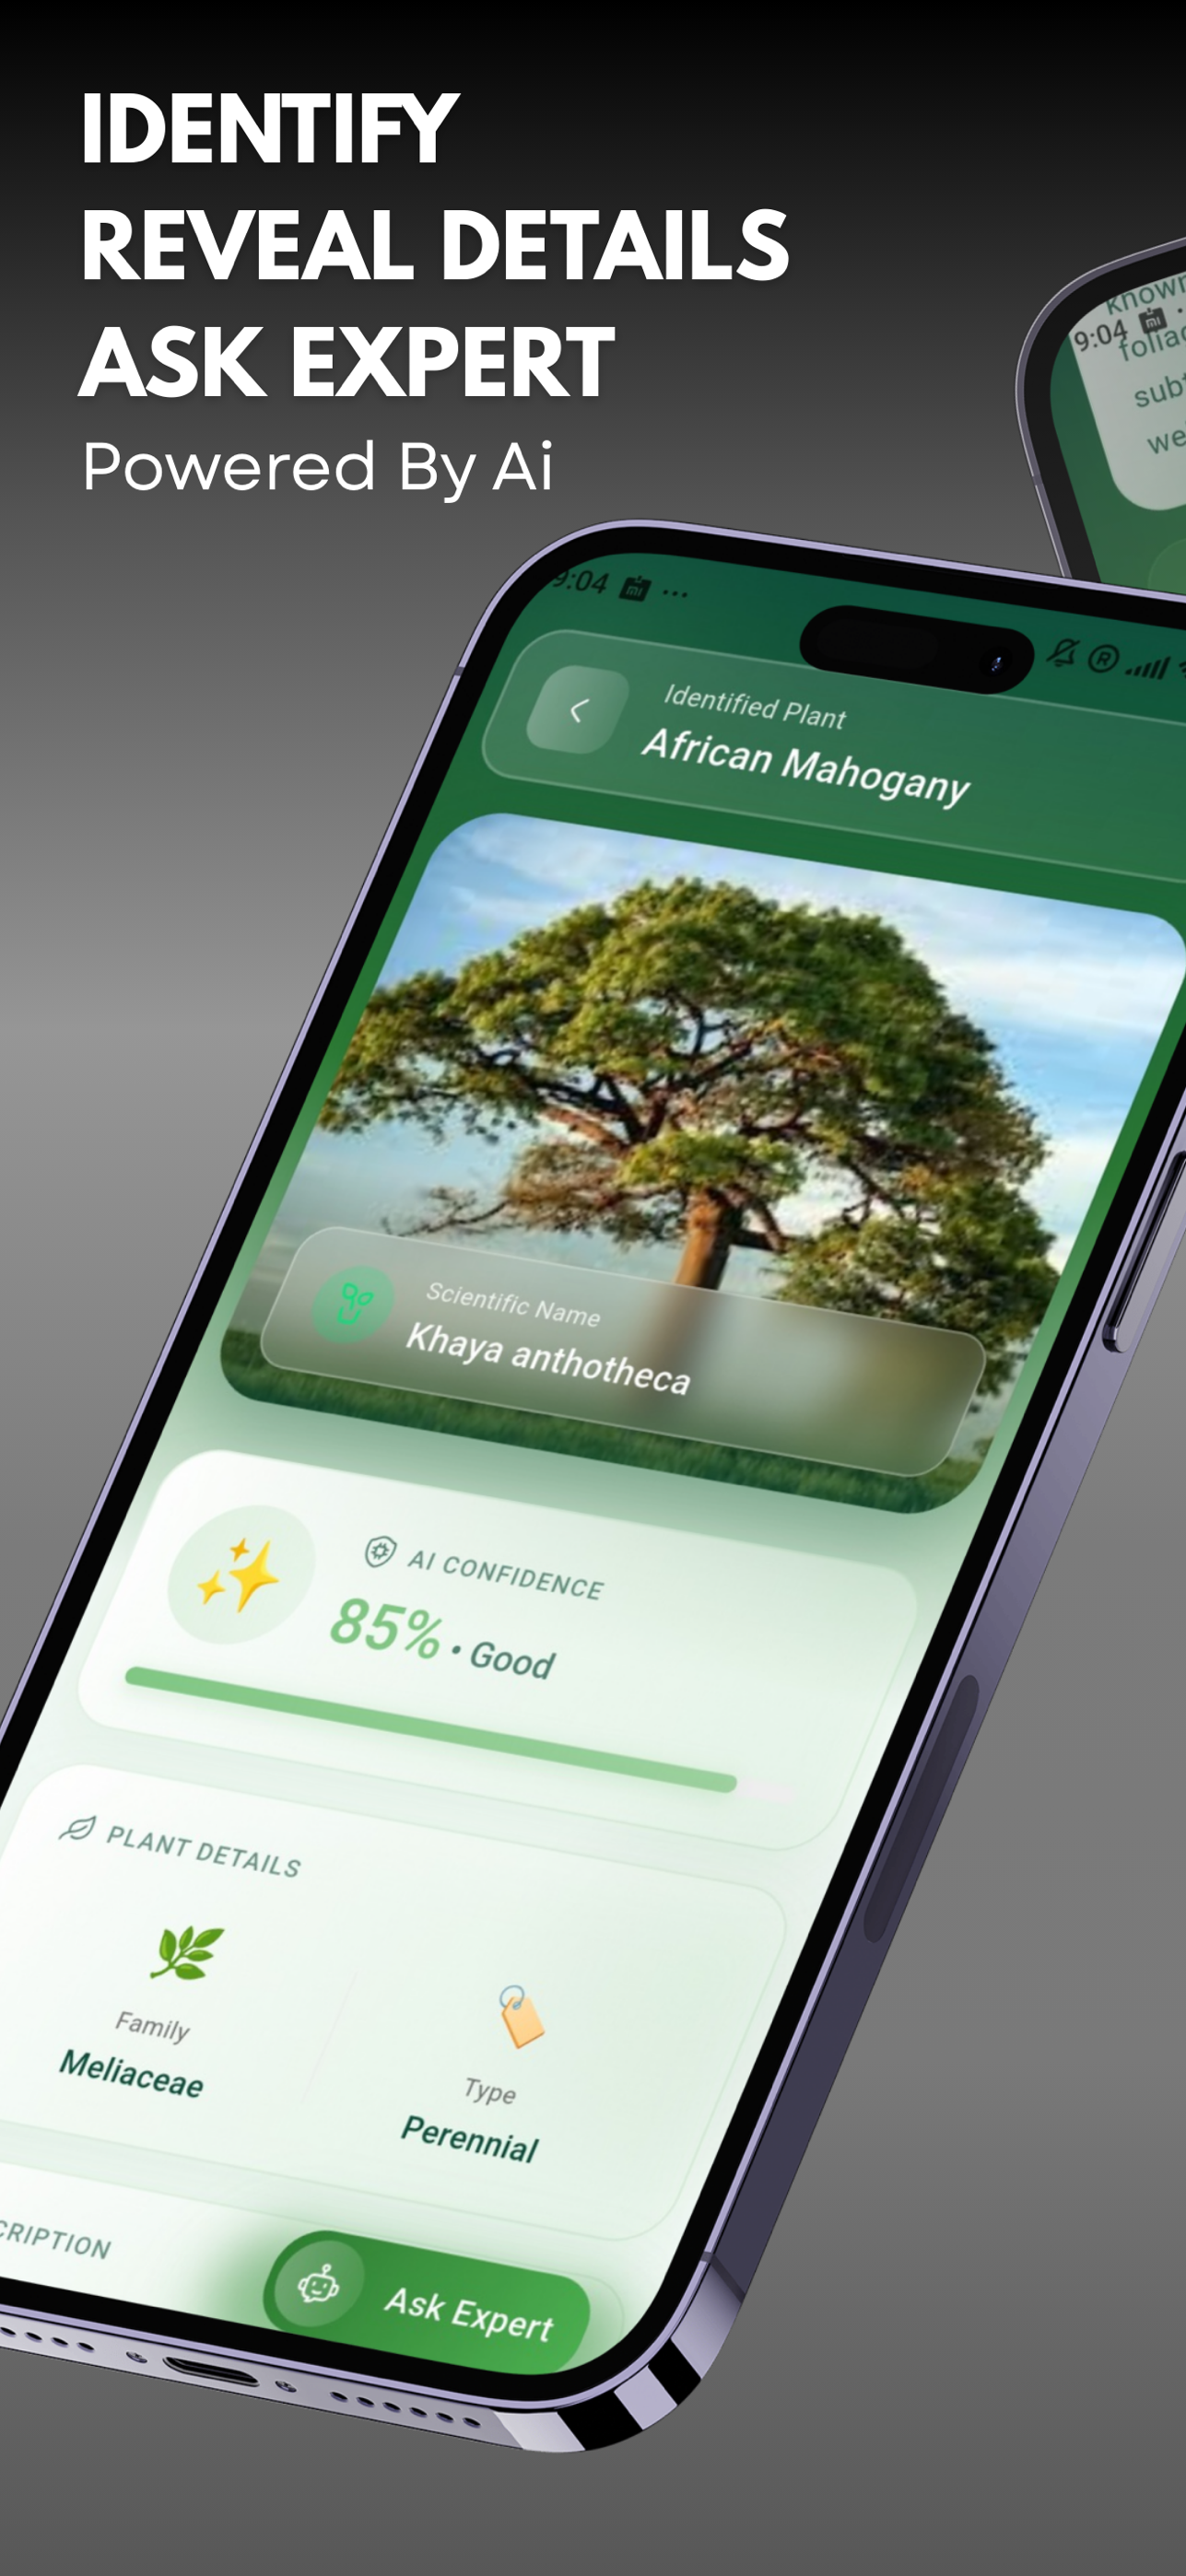 IDENTIFY
REVEAL DETAILS
ASK EXPERT
Powered By Ai
known
9:04
folia
sub
we
9:04
Identified Plant
African Mahogany
Scientific Name
Khaya anthotheca
AI CONFIDENCE
85% • Good
PLANT DETAILS
Family
Meliaceae
Type
Perennial
CRIPTION
Ask Expert